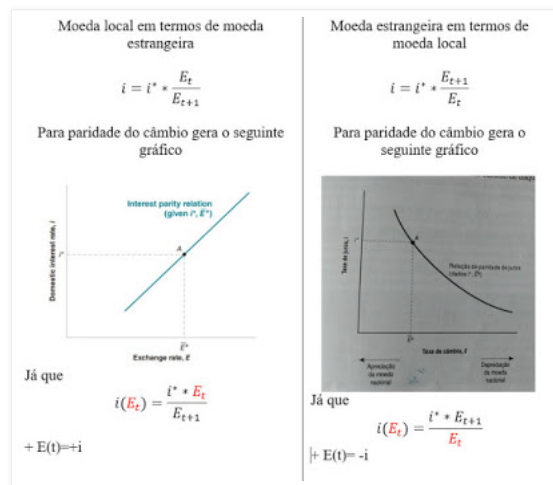 Moeda local em termos de moeda
estrangeira
i = i* * E_t / E_{t+1}
Para paridade do câmbio gera o seguinte
gráfico
Interest parity relation
(given i*, Ē^e)
Domestic interest rate, i
i*
A
Ē^e
Exchange rate, E
Já que
i(E_t) = i* * E_t / E_{t+1}
+ E(t)=+i
Moeda estrangeira em termos de
moeda local
i = i* * E_{t+1} / E_t
Para paridade do câmbio gera o
seguinte gráfico
Taxa de juros, i
i*
A
Relação de paridade de juros
(dados i*, Ē^e)
Ē^e
Taxa de câmbio, E
Apreciação
da moeda
nacional
Depreciação
da moeda
nacional
Já que
i(E_t) = i* * E_{t+1} / E_t
+ E(t)= -i